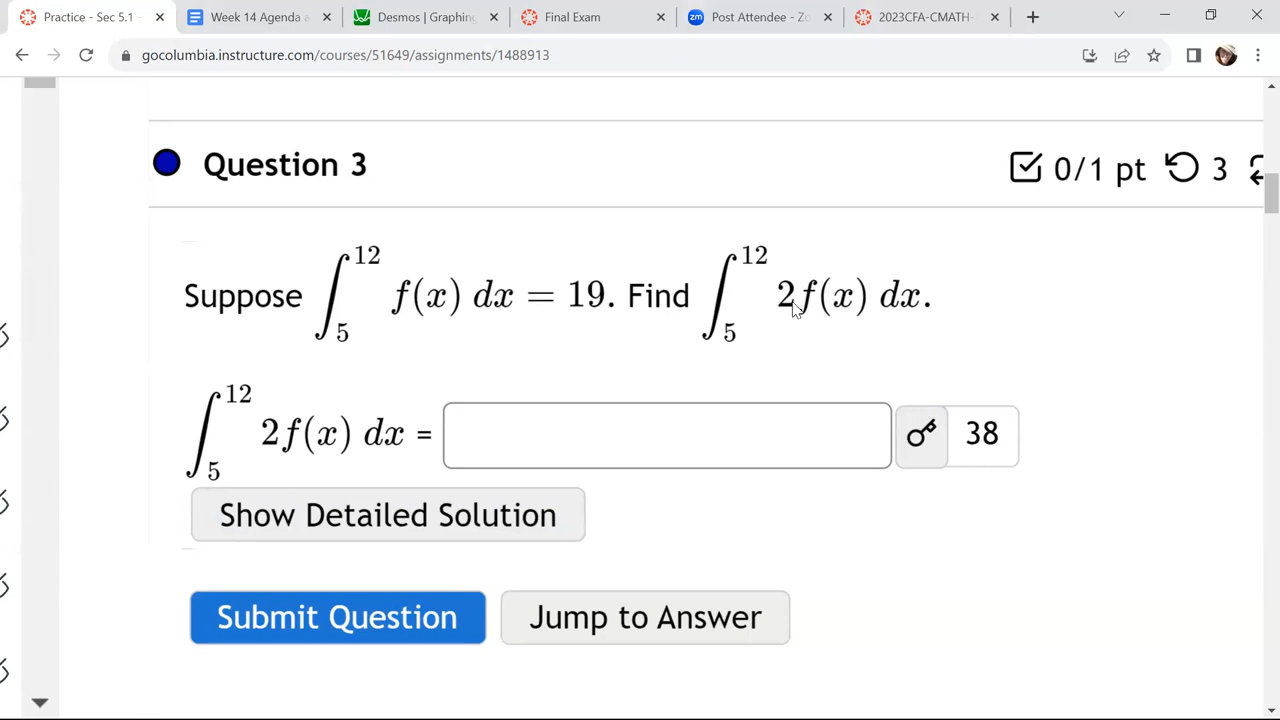 Practice - Sec 5.1 -
Week 14 Agenda a
Desmos | Graphing
Final Exam
Post Attendee - Zo
2023CFA-CMATH-
gocolumbia.instructure.com/courses/51649/assignments/1488913
Question 3
0/1 pt 3
Suppose ∫_5^12 f(x) dx = 19. Find ∫_5^12 2f(x) dx.
∫_5^12 2f(x) dx = 38
Show Detailed Solution
Submit Question
Jump to Answer